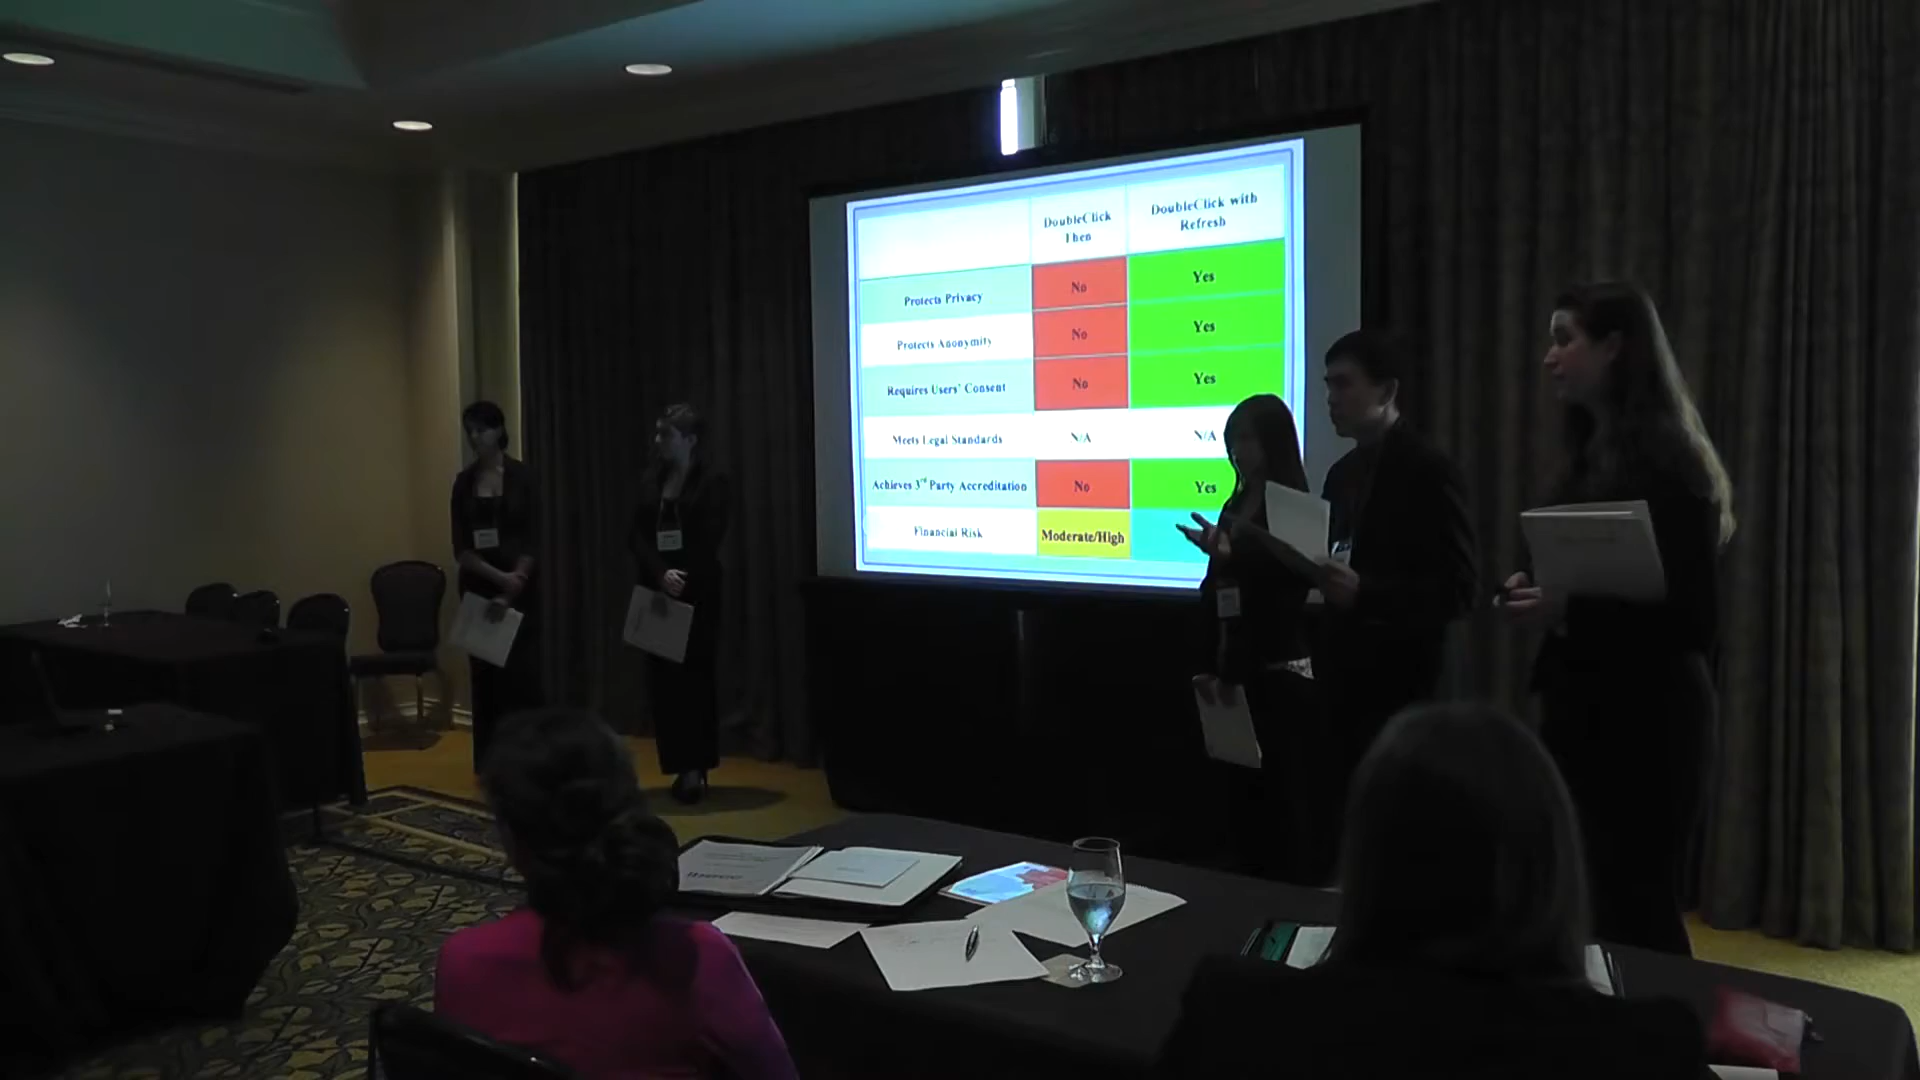 DoubleClick
Then
DoubleClick with
Refresh
Protects Privacy
No
Yes
Protects Anonymity
No
Yes
Requires Users' Consent
No
Yes
Meets Legal Standards
N/A
N/A
Achieves 3rd Party Accreditation
No
Yes
Financial Risk
Moderate/High